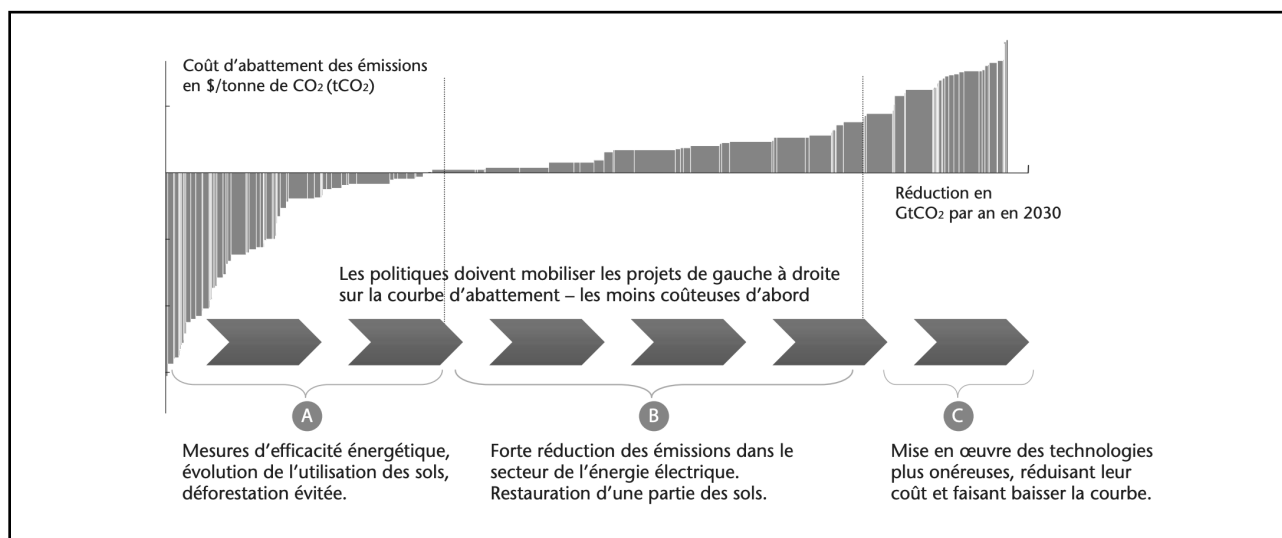 Coût d’abattement des émissions
en $/tonne de CO₂ (tCO₂)
Réduction en
GtCO₂ par an en 2030
Les politiques doivent mobiliser les projets de gauche à droite
sur la courbe d’abattement – les moins coûteuses d’abord
A
B
C
Mesures d’efficacité énergétique,
évolution de l’utilisation des sols,
déforestation évitée.
Forte réduction des émissions dans le
secteur de l’énergie électrique.
Restauration d’une partie des sols.
Mise en œuvre des technologies
plus onéreuses, réduisant leur
coût et faisant baisser la courbe.